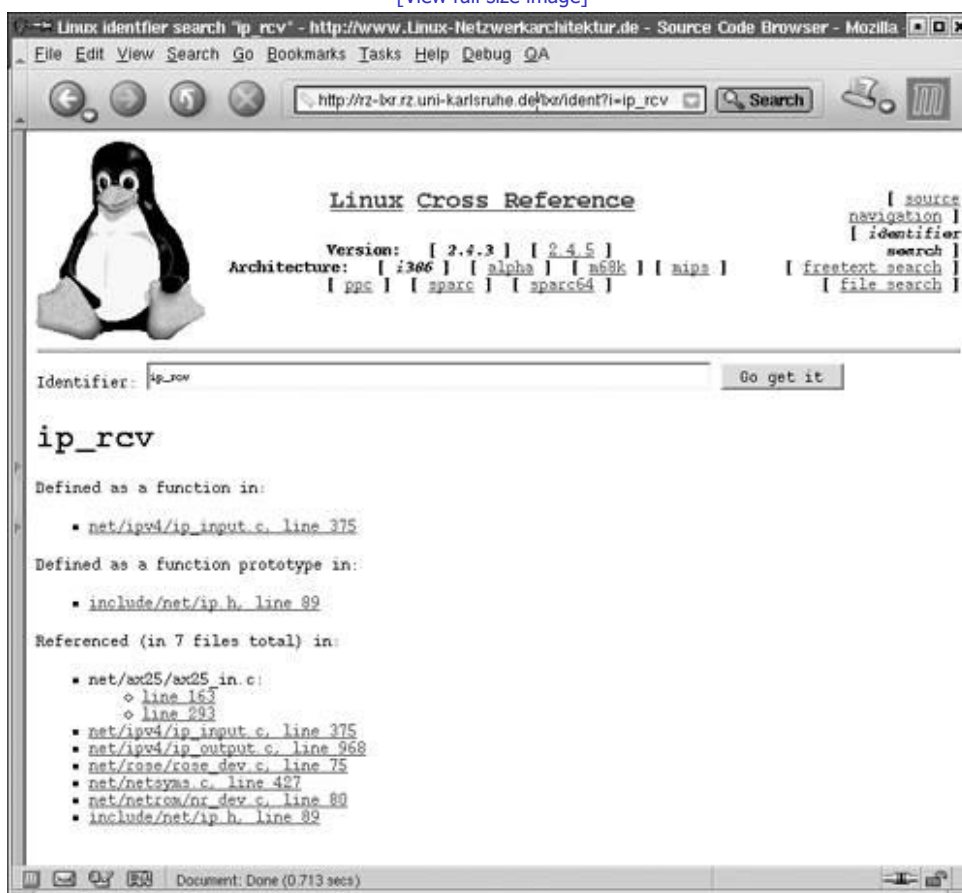 [View full size image]
Linux identfier search "ip_rcv" - http://www.Linux-Netzwerkarchitektur.de - Source Code Browser - Mozilla
File Edit View Search Go Bookmarks Tasks Help Debug QA
http://rz-lxr.rz.uni-karlsruhe.de/lxr/ident?i=ip_rcv Search
Linux Cross Reference
Version: [ 2.4.3 ] [ 2.4.5 ]
Architecture: [ i386 ] [ alpha ] [ m68k ] [ mips ]
[ ppc ] [ sparc ] [ sparc64 ]
[ source
navigation ]
[ identifier
search ]
[ freetext search ]
[ file search ]
Identifier: ip_rcv Go get it
ip_rcv
Defined as a function in:
net/ipv4/ip_input.c, line 375
Defined as a function prototype in:
include/net/ip.h, line 89
Referenced (in 7 files total) in:
net/ax25/ax25_in.c:
line 163
line 293
net/ipv4/ip_input.c, line 375
net/ipv4/ip_output.c, line 968
net/rose/rose_dev.c, line 75
net/netsyms.c, line 427
net/netrom/nr_dev.c, line 80
include/net/ip.h, line 89
Document: Done (0.713 secs)